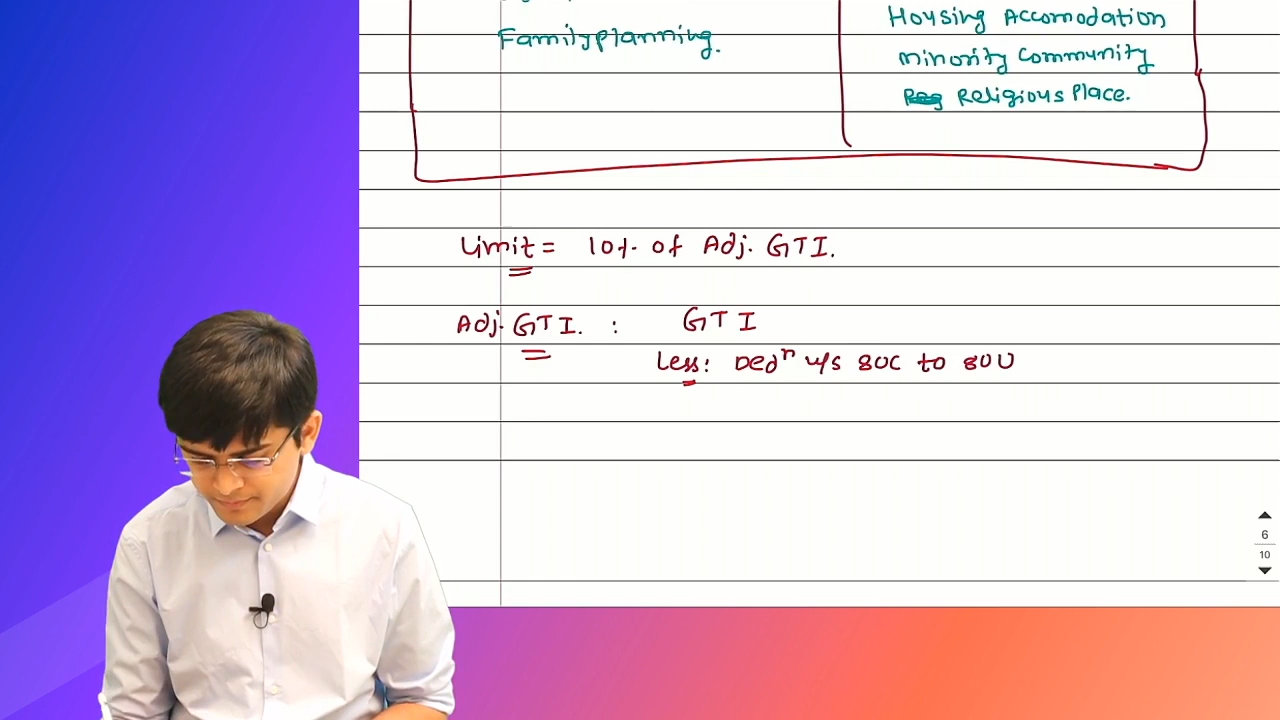 Housing Accomodation
Familyplanning.
Minority Community
Religious Place.
Limit = 10% of Adj. GTI.
Adj. GTI. : GTI
Less: Dedⁿ u/s 80C to 80U
6
10